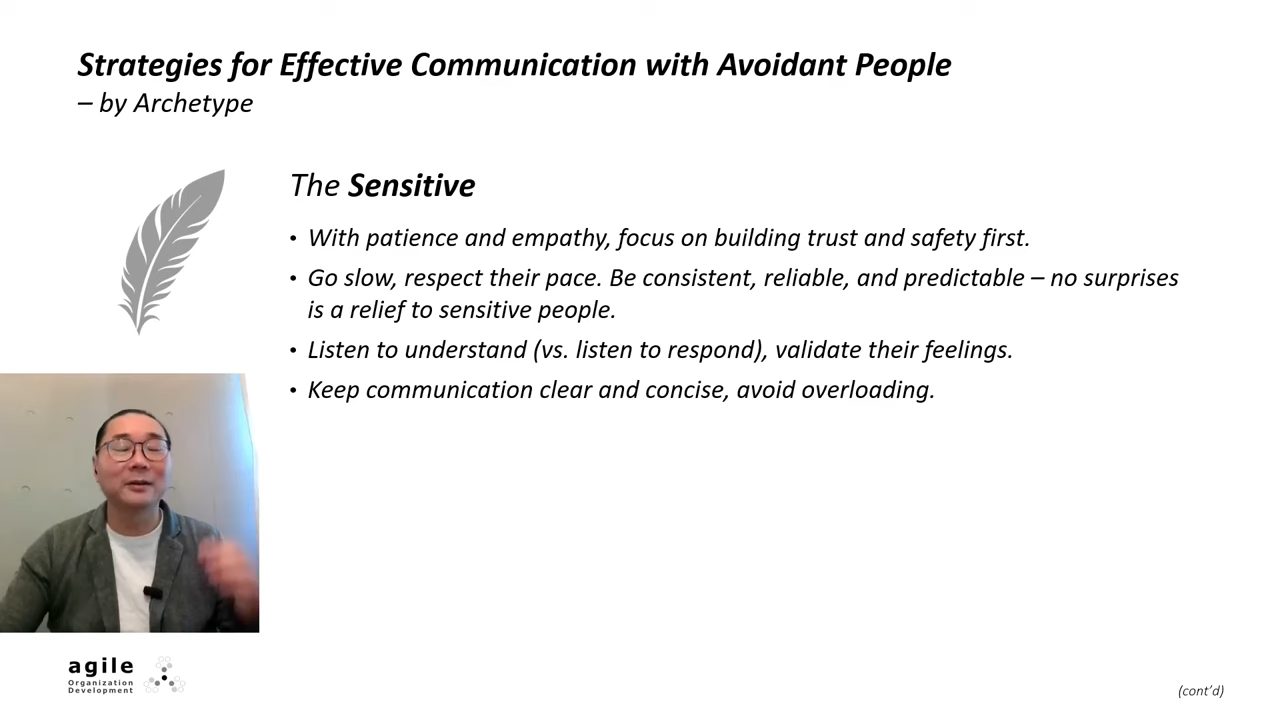 Strategies for Effective Communication with Avoidant People
– by Archetype
The Sensitive
• With patience and empathy, focus on building trust and safety first.
• Go slow, respect their pace. Be consistent, reliable, and predictable – no surprises
is a relief to sensitive people.
• Listen to understand (vs. listen to respond), validate their feelings.
• Keep communication clear and concise, avoid overloading.
agile
Organization
Development
(cont’d)